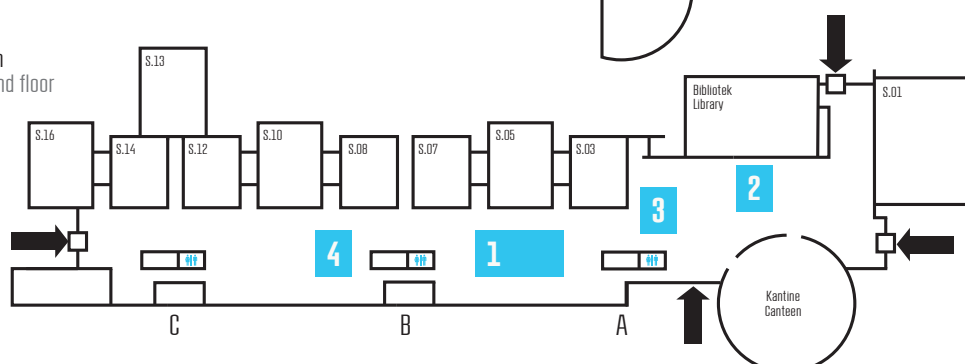 nd floor
S.13
Bibliotek
Library
S.01
S.16
S.14
S.12
S.10
S.08
S.07
S.05
S.03
2
3
4
1
Kantine
Canteen
C
B
A